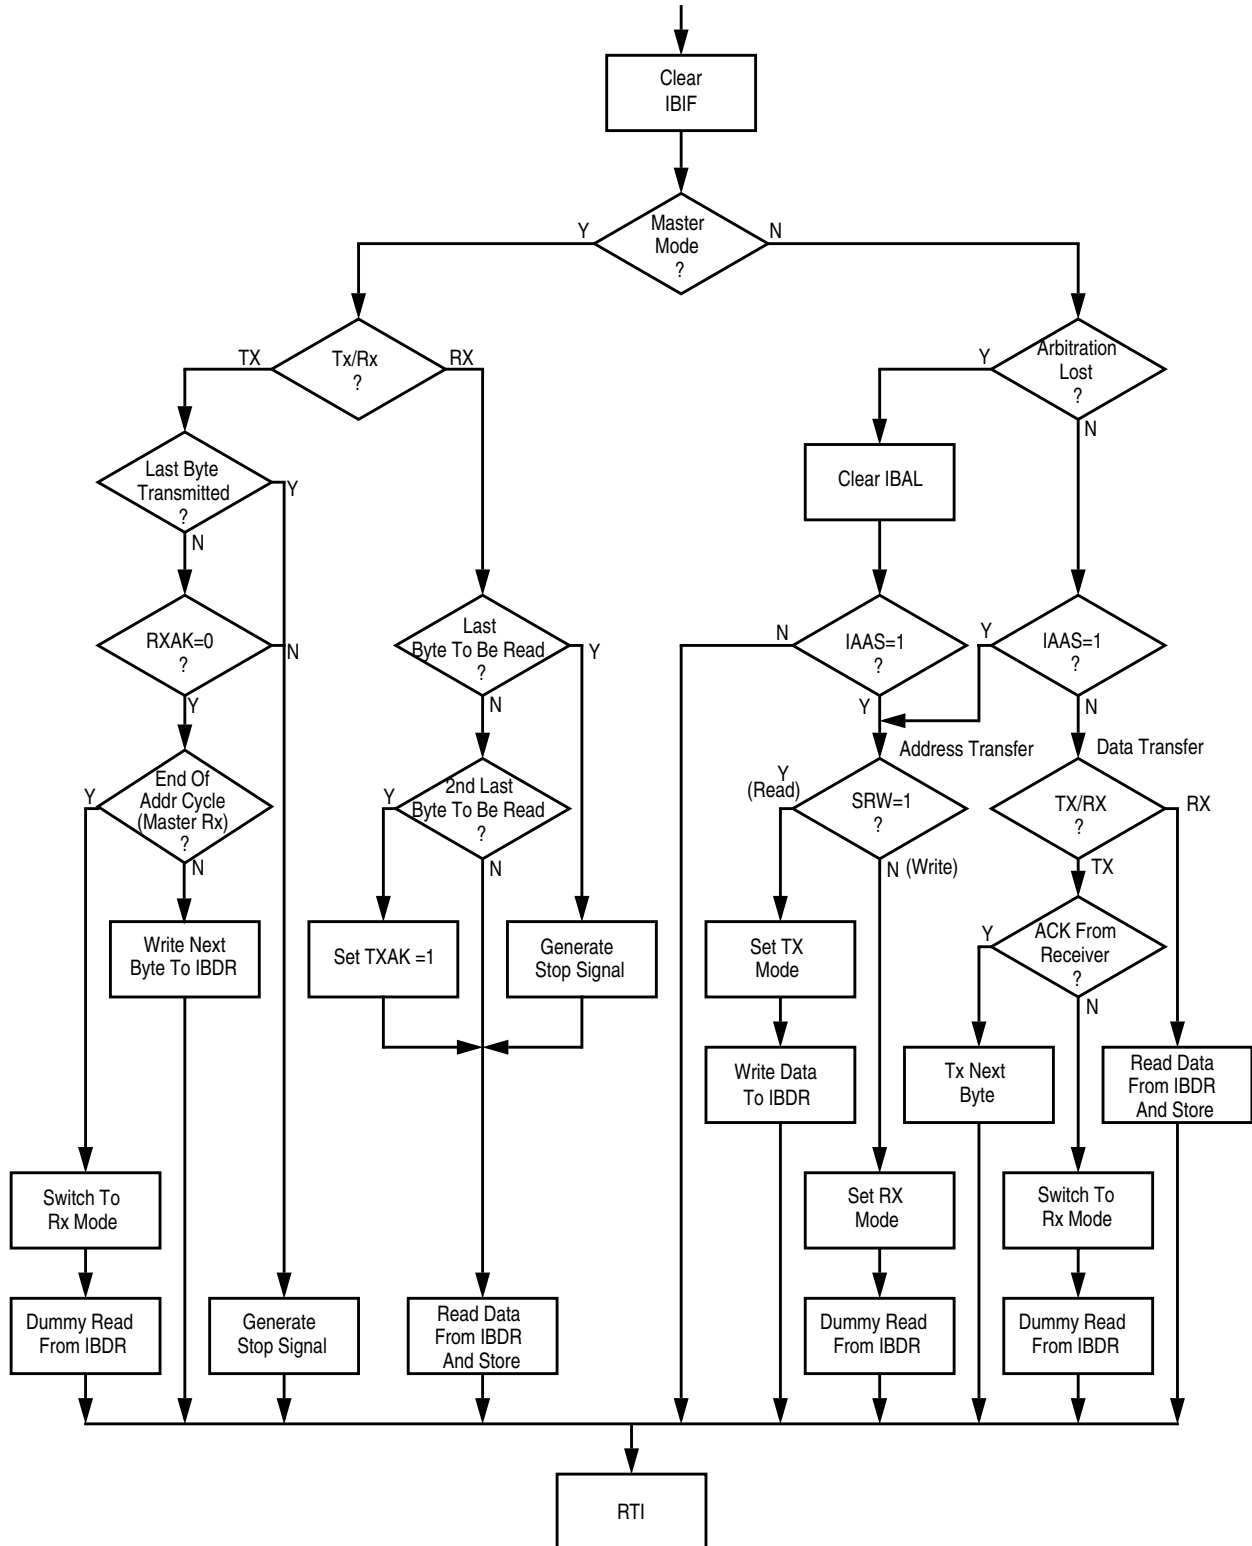 Clear
IBIF
Master
Mode
?
Y
N
Tx/Rx
?
TX
RX
Arbitration
Lost
?
Y
N
Last Byte
Transmitted
?
Y
N
Clear IBAL
RXAK=0
?
N
Y
Last
Byte To Be Read
?
Y
N
IAAS=1
?
N
Y
IAAS=1
?
Y
N
Address Transfer
Data Transfer
End Of
Addr Cycle
(Master Rx)
?
Y
N
2nd Last
Byte To Be Read
?
Y
N
Y
(Read)
SRW=1
?
N (Write)
TX/RX
?
RX
TX
Write Next
Byte To IBDR
Set TXAK =1
Generate
Stop Signal
Set TX
Mode
ACK From
Receiver
?
Y
N
Write Data
To IBDR
Tx Next
Byte
Read Data
From IBDR
And Store
Switch To
Rx Mode
Set RX
Mode
Switch To
Rx Mode
Dummy Read
From IBDR
Generate
Stop Signal
Read Data
From IBDR
And Store
Dummy Read
From IBDR
Dummy Read
From IBDR
RTI